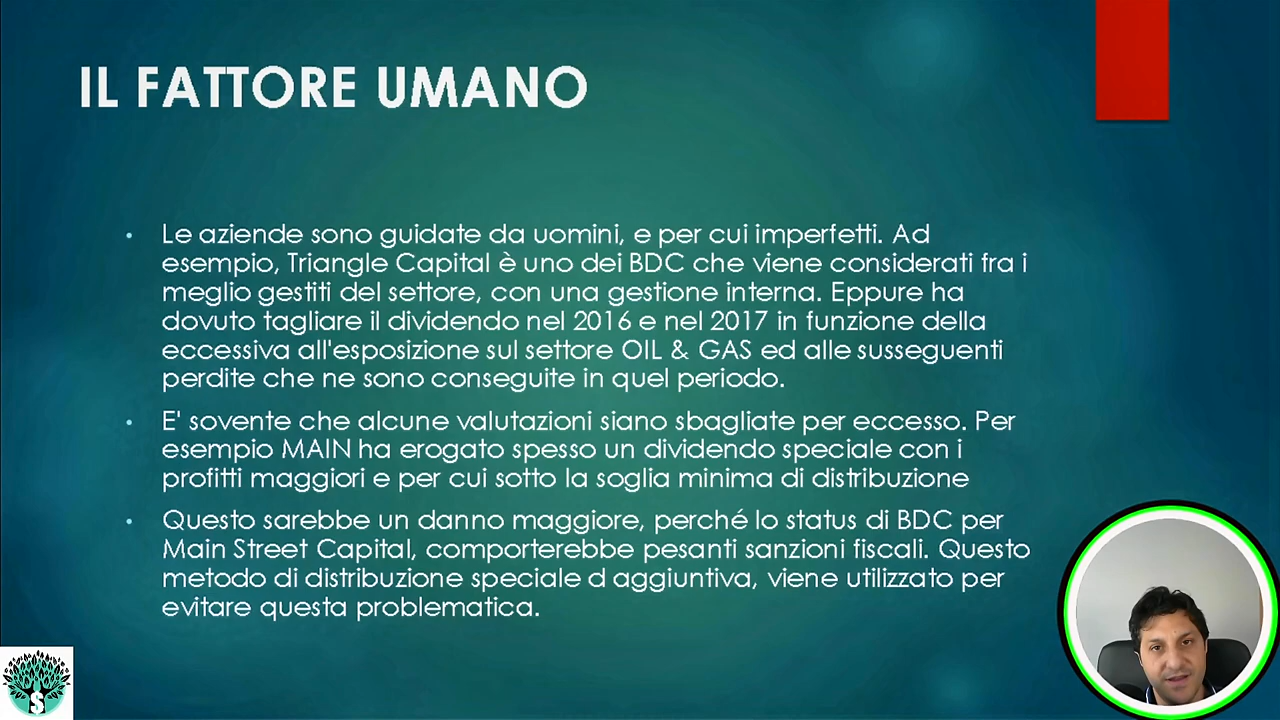 IL FATTORE UMANO
• Le aziende sono guidate da uomini, e per cui imperfetti. Ad
esempio, Triangle Capital è uno dei BDC che viene considerati fra i
meglio gestiti del settore, con una gestione interna. Eppure ha
dovuto tagliare il dividendo nel 2016 e nel 2017 in funzione della
eccessiva all'esposizione sul settore OIL & GAS ed alle susseguenti
perdite che ne sono conseguite in quel periodo.
• E' sovente che alcune valutazioni siano sbagliate per eccesso. Per
esempio MAIN ha erogato spesso un dividendo speciale con i
profitti maggiori e per cui sotto la soglia minima di distribuzione
• Questo sarebbe un danno maggiore, perché lo status di BDC per
Main Street Capital, comporterebbe pesanti sanzioni fiscali. Questo
metodo di distribuzione speciale d aggiuntiva, viene utilizzato per
evitare questa problematica.
S